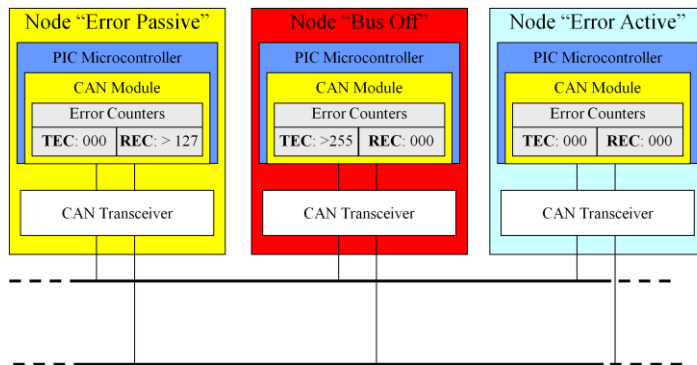 Node “Error Passive”
PIC Microcontroller
CAN Module
Error Counters
TEC: 000 REC: > 127
CAN Transceiver
Node “Bus Off”
PIC Microcontroller
CAN Module
Error Counters
TEC: >255 REC: 000
CAN Transceiver
Node “Error Active”
PIC Microcontroller
CAN Module
Error Counters
TEC: 000 REC: 000
CAN Transceiver